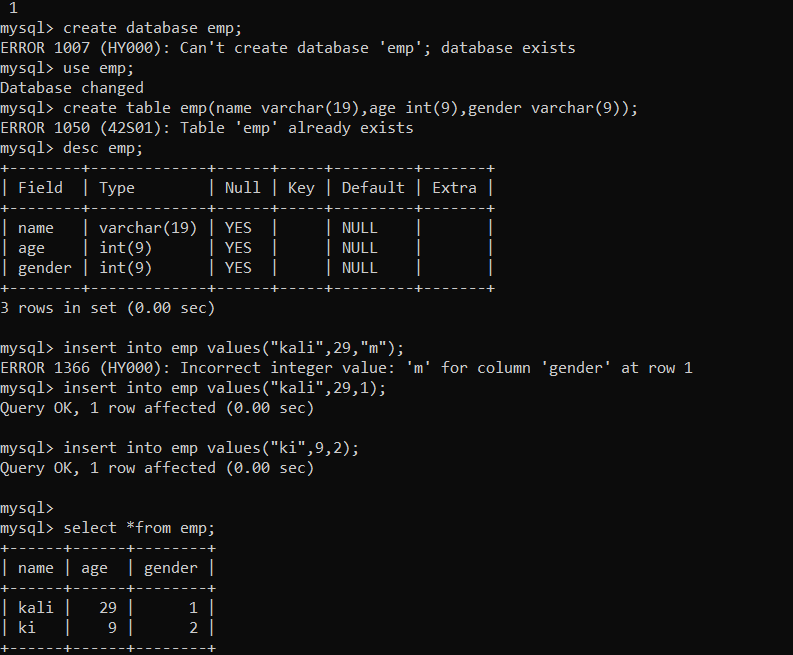 1
mysql> create database emp;
ERROR 1007 (HY000): Can't create database 'emp'; database exists
mysql> use emp;
Database changed
mysql> create table emp(name varchar(19),age int(9),gender varchar(9));
ERROR 1050 (42S01): Table 'emp' already exists
mysql> desc emp;
+--------+-------------+------+-----+---------+-------+
| Field  | Type        | Null | Key | Default | Extra |
+--------+-------------+------+-----+---------+-------+
| name   | varchar(19) | YES  |     | NULL    |       |
| age    | int(9)      | YES  |     | NULL    |       |
| gender | int(9)      | YES  |     | NULL    |       |
+--------+-------------+------+-----+---------+-------+
3 rows in set (0.00 sec)

mysql> insert into emp values("kali",29,"m");
ERROR 1366 (HY000): Incorrect integer value: 'm' for column 'gender' at row 1
mysql> insert into emp values("kali",29,1);
Query OK, 1 row affected (0.00 sec)

mysql> insert into emp values("ki",9,2);
Query OK, 1 row affected (0.00 sec)

mysql>
mysql> select *from emp;
+------+------+--------+
| name | age  | gender |
+------+------+--------+
| kali |   29 |      1 |
| ki   |    9 |      2 |
+------+------+--------+